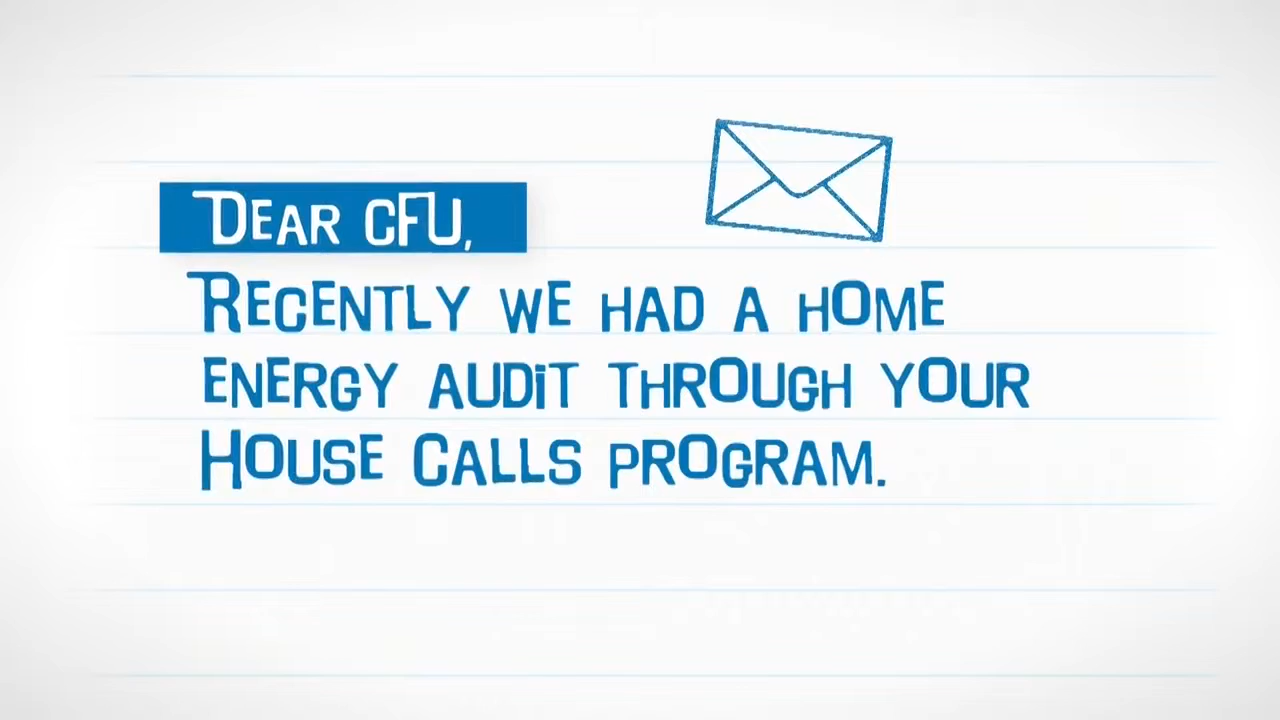 Dear CFU,
Recently we had a home
energy audit through your
House Calls program.